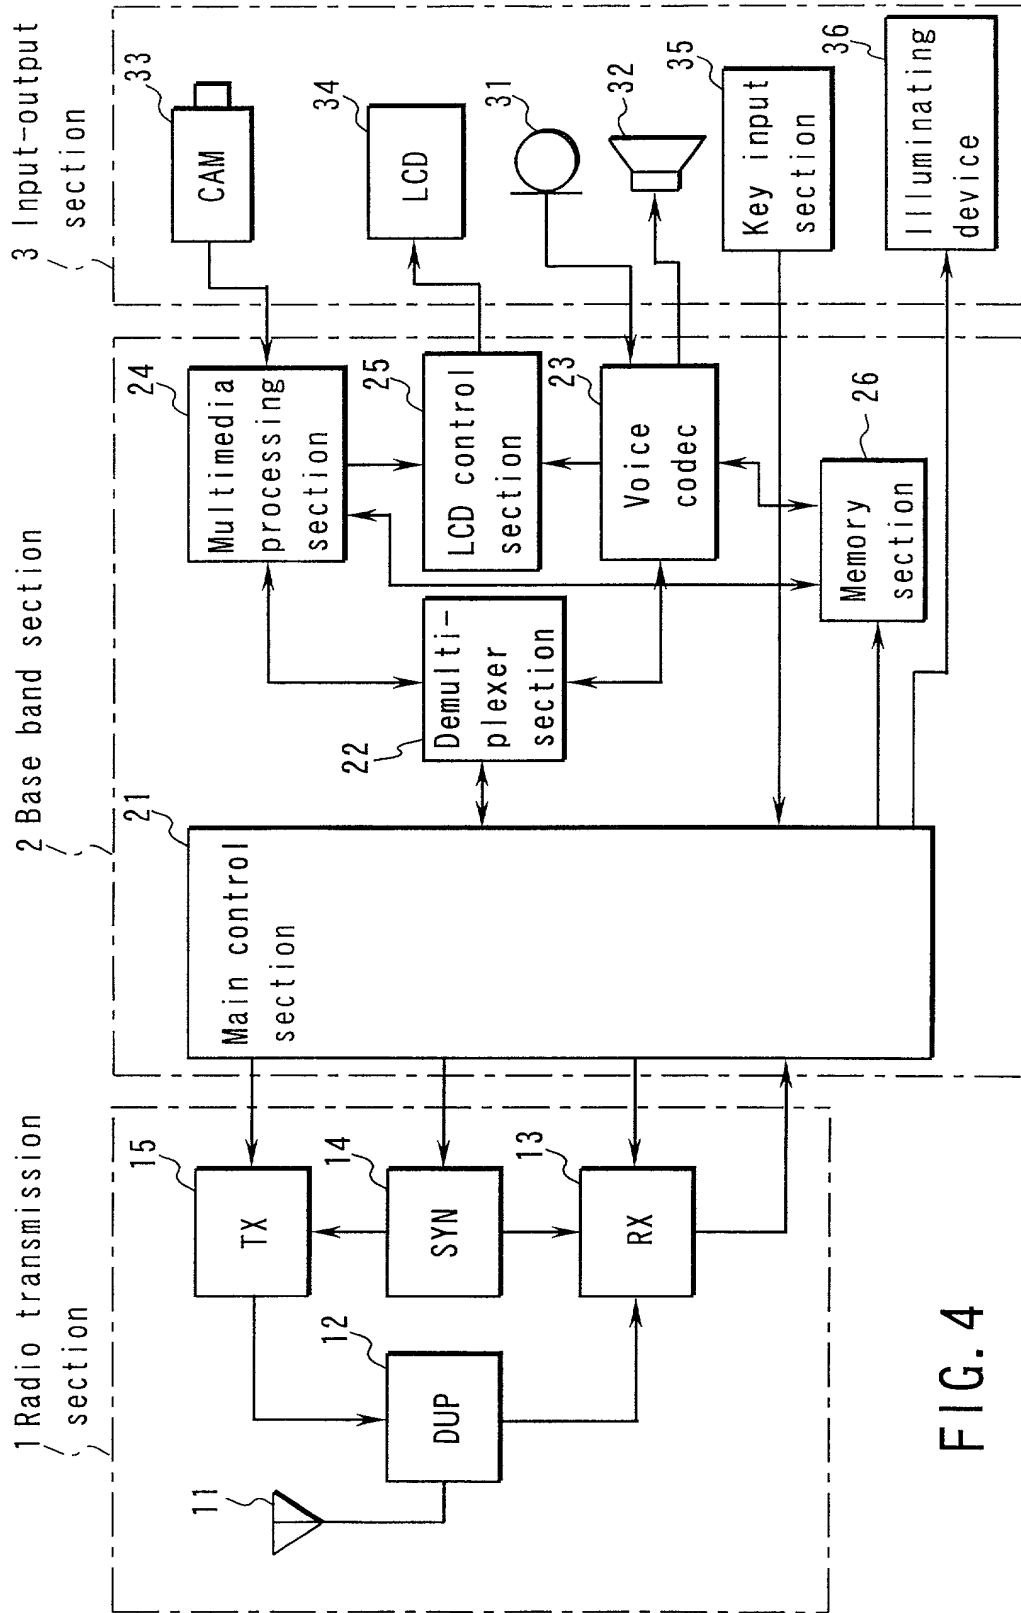 1 Radio transmission
section
11
12
DUP
15
TX
14
SYN
13
RX
2 Base band section
21
Main control
section
22
Demulti-
plexer
section
24
Multimedia
processing
section
25
LCD control
section
23
Voice
codec
26
Memory
section
3 Input-output
section
33
CAM
34
LCD
31
32
35
Key input
section
36
Illuminating
device
FIG. 4